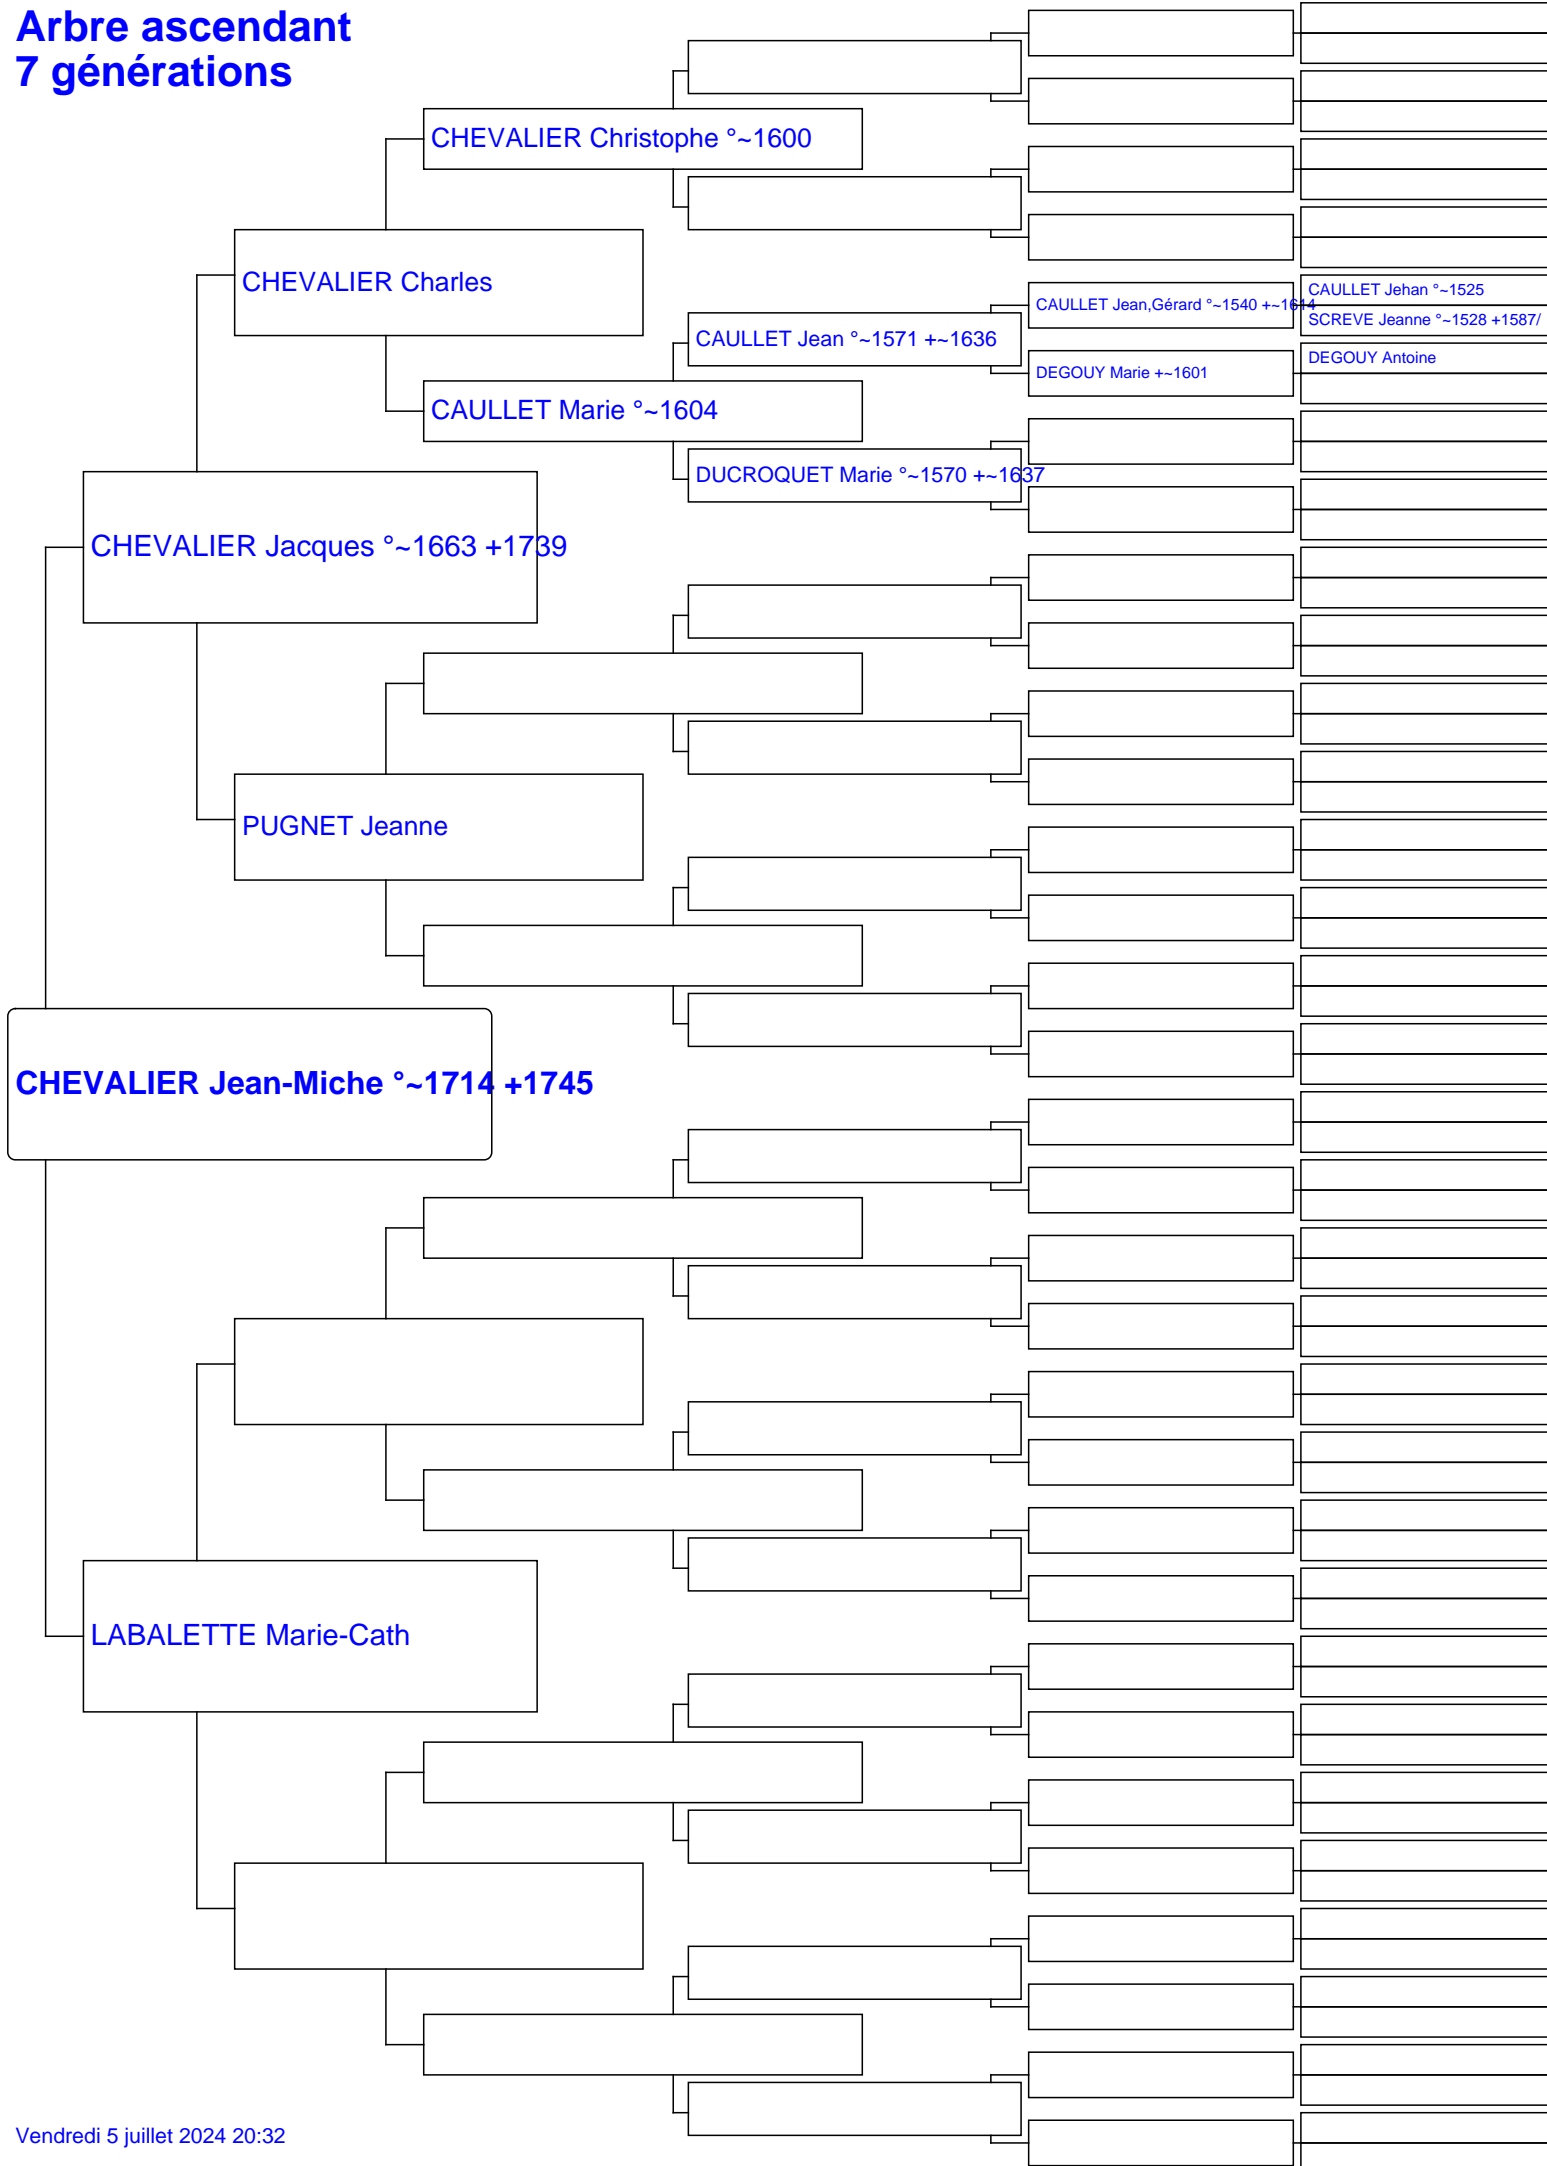 Arbre ascendant
7 générations
CHEVALIER Christophe °~1600
CHEVALIER Charles
CAULLET Jehan °~1525
CAULLET Jean,Gérard °~1540 +~1614
SCREVE Jeanne °~1528 +1587/
CAULLET Jean °~1571 +~1636
DEGOUY Antoine
DEGOUY Marie +~1601
CAULLET Marie °~1604
DUCROQUET Marie °~1570 +~1637
CHEVALIER Jacques °~1663 +1739
PUGNET Jeanne
CHEVALIER Jean-Miche °~1714 +1745
LABALETTE Marie-Cath
Vendredi 5 juillet 2024 20:32